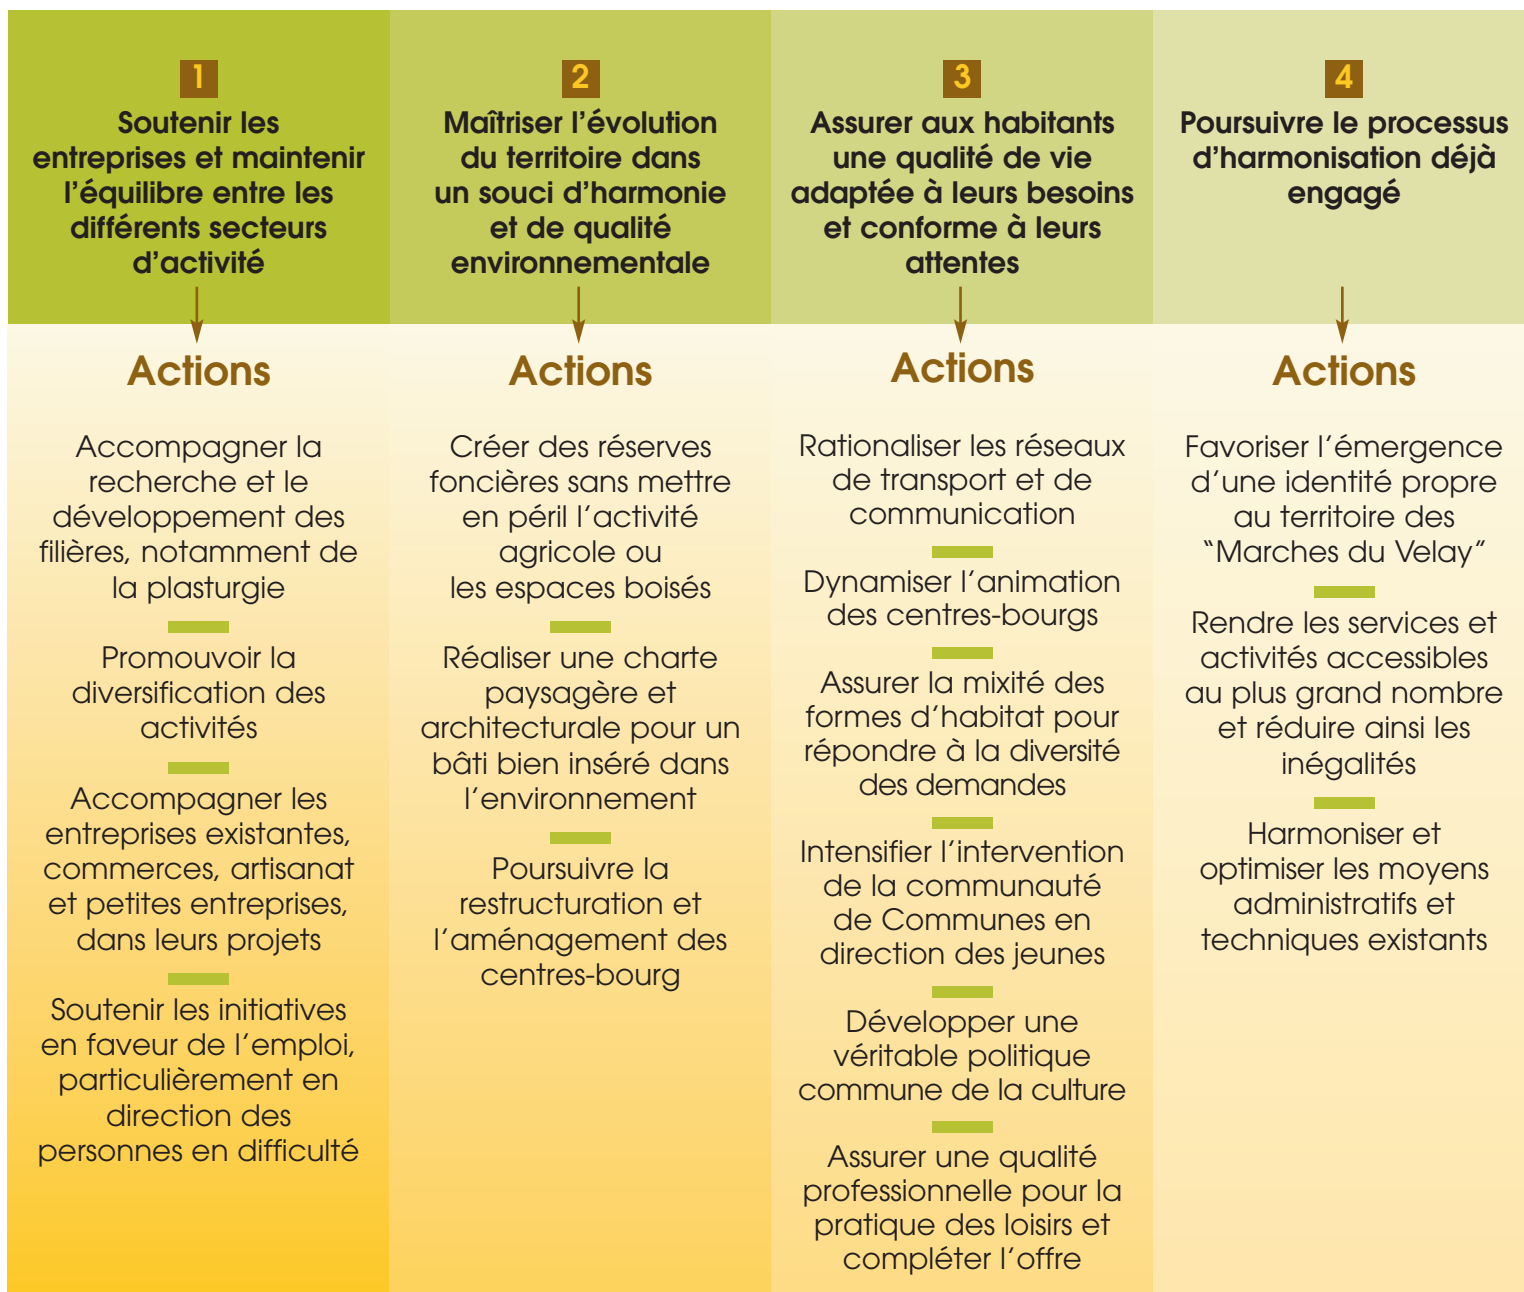 1
Soutenir les
entreprises et maintenir
l'équilibre entre les
différents secteurs
d'activité
Actions
Accompagner la
recherche et le
développement des
filières, notamment de
la plasturgie
Promouvoir la
diversification des
activités
Accompagner les
entreprises existantes,
commerces, artisanat
et petites entreprises,
dans leurs projets
Soutenir les initiatives
en faveur de l'emploi,
particulièrement en
direction des
personnes en difficulté
2
Maîtriser l'évolution
du territoire dans
un souci d'harmonie
et de qualité
environnementale
Actions
Créer des réserves
foncières sans mettre
en péril l'activité
agricole ou
les espaces boisés
Réaliser une charte
paysagère et
architecturale pour un
bâti bien inséré dans
l'environnement
Poursuivre la
restructuration et
l'aménagement des
centres-bourg
3
Assurer aux habitants
une qualité de vie
adaptée à leurs besoins
et conforme à leurs
attentes
Actions
Rationaliser les réseaux
de transport et de
communication
Dynamiser l'animation
des centres-bourgs
Assurer la mixité des
formes d'habitat pour
répondre à la diversité
des demandes
Intensifier l'intervention
de la communauté
de Communes en
direction des jeunes
Développer une
véritable politique
commune de la culture
Assurer une qualité
professionnelle pour la
pratique des loisirs et
compléter l'offre
4
Poursuivre le processus
d'harmonisation déjà
engagé
Actions
Favoriser l'émergence
d'une identité propre
au territoire des
"Marches du Velay"
Rendre les services et
activités accessibles
au plus grand nombre
et réduire ainsi les
inégalités
Harmoniser et
optimiser les moyens
administratifs et
techniques existants